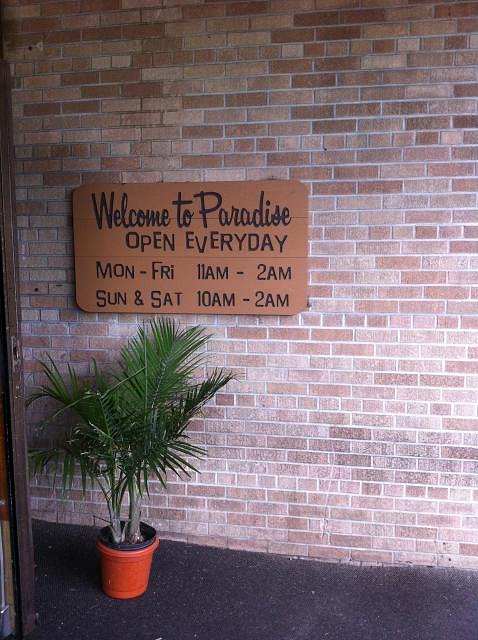 Welcome to Paradise
OPEN EVERYDAY
MON - FRI 11AM - 2AM
SUN & SAT 10AM - 2AM